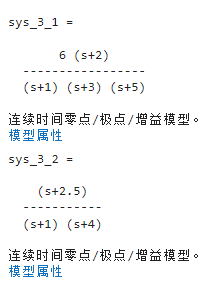 sys_3_1 =
6 (s+2)
-----------------
(s+1) (s+3) (s+5)
连续时间零点/极点/增益模型。
模型属性
sys_3_2 =
(s+2.5)
-----------
(s+1) (s+4)
连续时间零点/极点/增益模型。
模型属性